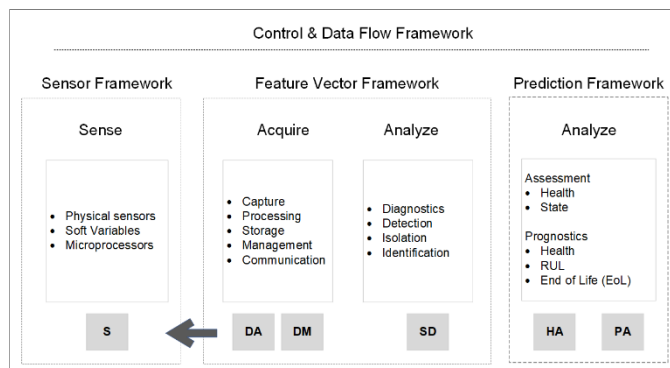 Control & Data Flow Framework
Sensor Framework
Feature Vector Framework
Prediction Framework
Sense
Acquire
Analyze
Analyze
• Physical sensors
• Soft Variables
• Microprocessors
• Capture
• Processing
• Storage
• Management
• Communication
• Diagnostics
• Detection
• Isolation
• Identification
Assessment
• Health
• State
Prognostics
• Health
• RUL
• End of Life (EoL)
S
DA
DM
SD
HA
PA